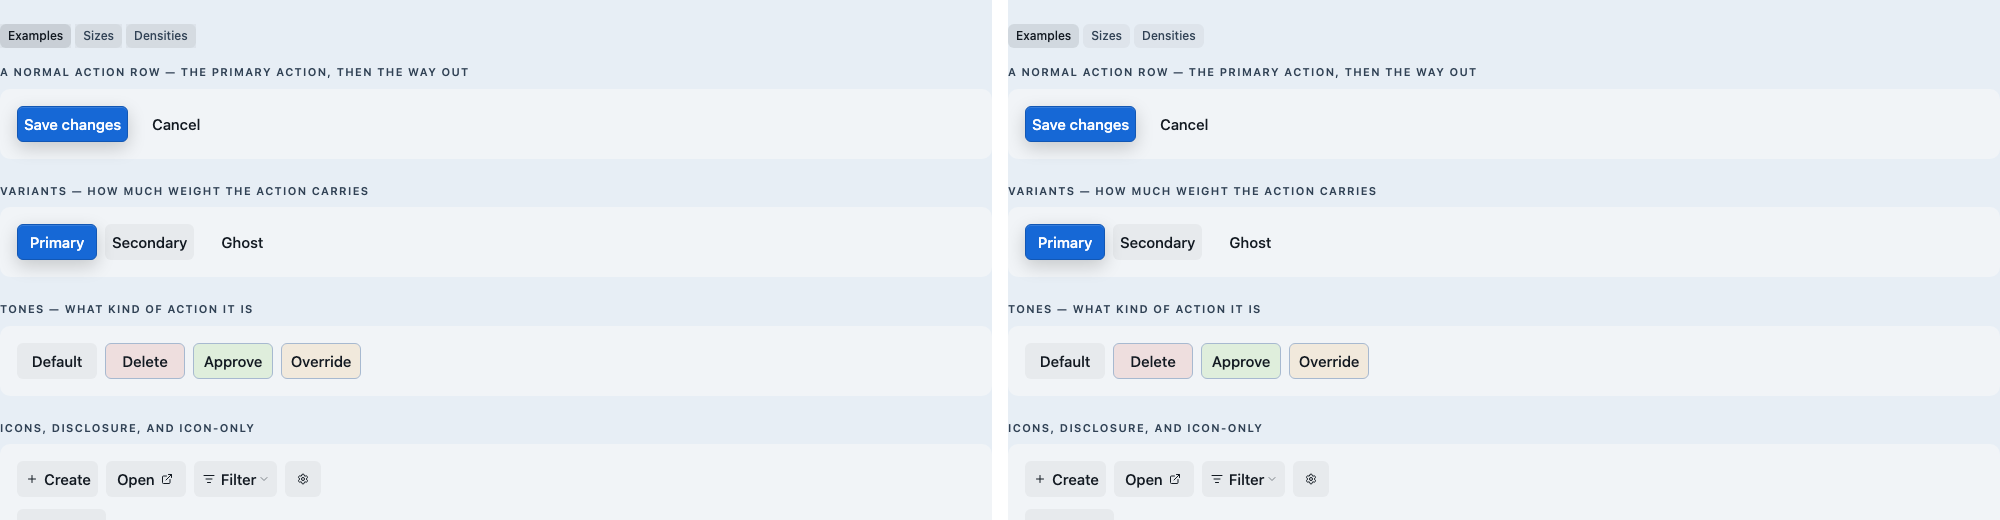 Examples Sizes Densities
A NORMAL ACTION ROW — THE PRIMARY ACTION, THEN THE WAY OUT
Save changes Cancel
VARIANTS — HOW MUCH WEIGHT THE ACTION CARRIES
Primary Secondary Ghost
TONES — WHAT KIND OF ACTION IT IS
Default Delete Approve Override
ICONS, DISCLOSURE, AND ICON-ONLY
Create Open Filter
Examples Sizes Densities
A NORMAL ACTION ROW — THE PRIMARY ACTION, THEN THE WAY OUT
Save changes Cancel
VARIANTS — HOW MUCH WEIGHT THE ACTION CARRIES
Primary Secondary Ghost
TONES — WHAT KIND OF ACTION IT IS
Default Delete Approve Override
ICONS, DISCLOSURE, AND ICON-ONLY
Create Open Filter